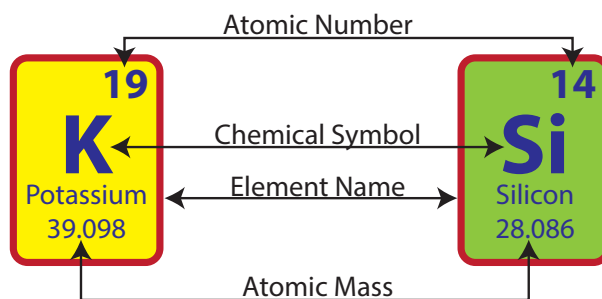 Atomic Number
19
14
K
Chemical Symbol
Si
Potassium
Element Name
Silicon
39.098
28.086
Atomic Mass